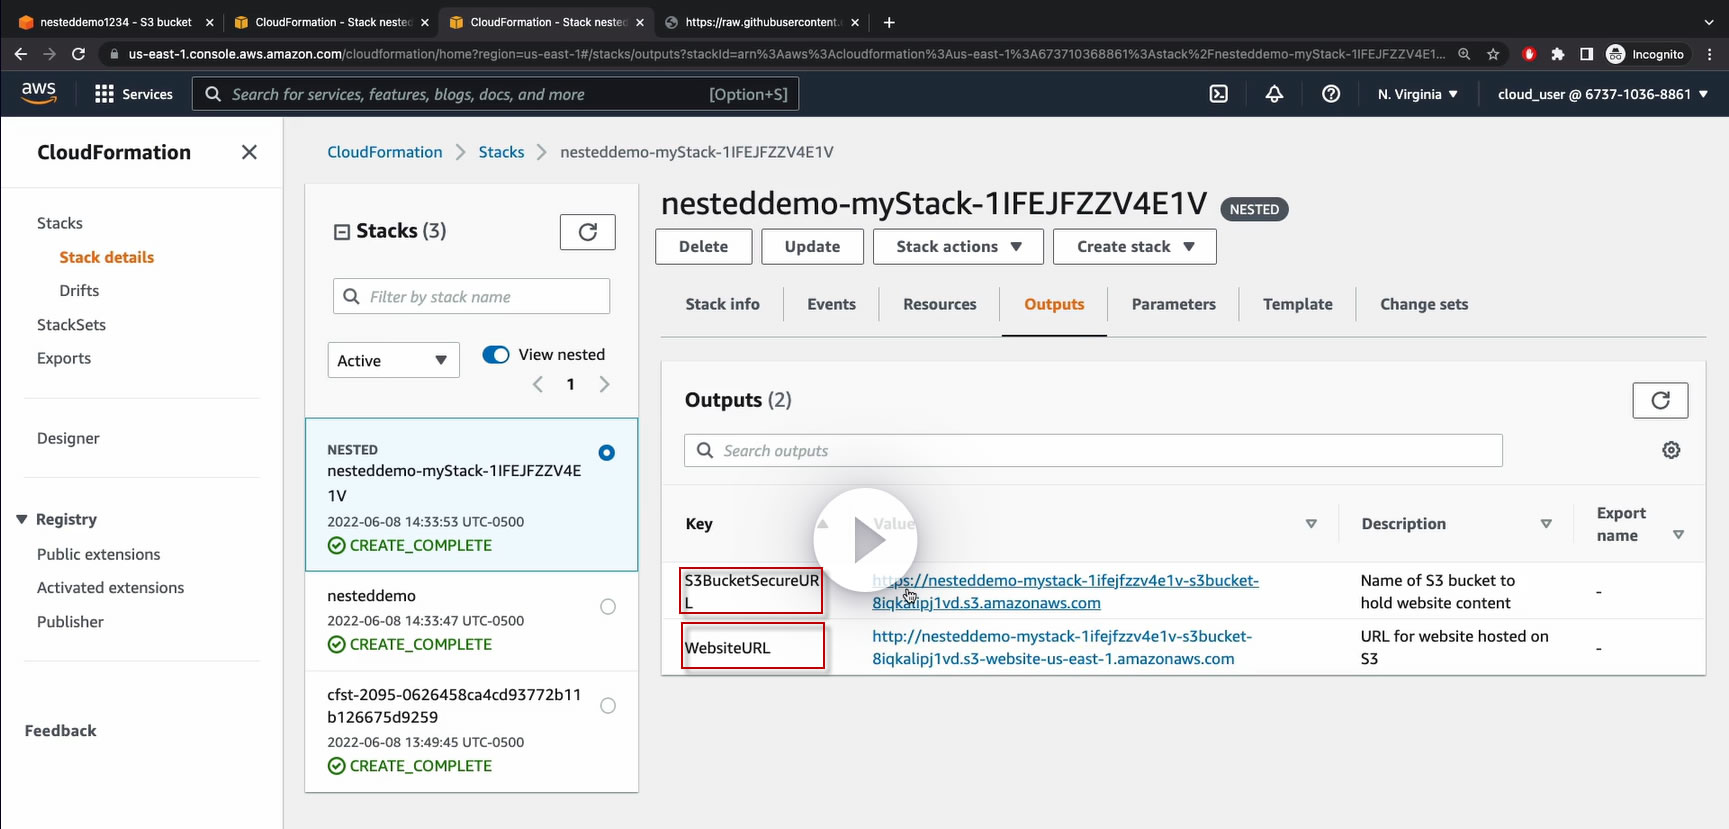 nesteddemo1234 - S3 bucket
CloudFormation - Stack nested
CloudFormation - Stack nested
https://raw.githubusercontent.
us-east-1.console.aws.amazon.com/cloudformation/home?region=us-east-1#/stacks/outputs?stackId=arn%3Aaws%3Acloudformation%3Aus-east-1%3A673710368861%3Astack%2Fnesteddemo-myStack-1IFEJFZZV4E1V...
Incognito
aws
Services
Search for services, features, blogs, docs, and more
[Option+S]
N. Virginia
cloud_user @ 6737-1036-8861
CloudFormation
Stacks
Stack details
Drifts
StackSets
Exports
Designer
Registry
Public extensions
Activated extensions
Publisher
Feedback
CloudFormation
Stacks
nesteddemo-myStack-1IFEJFZZV4E1V
Stacks (3)
Filter by stack name
Active
View nested
1
NESTED
nesteddemo-myStack-1IFEJFZZV4E
1V
2022-06-08 14:33:53 UTC-0500
CREATE_COMPLETE
nesteddemo
2022-06-08 14:33:47 UTC-0500
CREATE_COMPLETE
cfst-2095-0626458ca4cd93772b11
b126675d9259
2022-06-08 13:49:45 UTC-0500
CREATE_COMPLETE
nesteddemo-myStack-1IFEJFZZV4E1V
NESTED
Delete
Update
Stack actions
Create stack
Stack info
Events
Resources
Outputs
Parameters
Template
Change sets
Outputs (2)
Search outputs
Key
Value
Description
Export
name
S3BucketSecureUR
L
https://nesteddemo-mystack-1ifejfzzv4e1v-s3bucket-
8iqkalipj1vd.s3.amazonaws.com
Name of S3 bucket to
hold website content
-
WebsiteURL
http://nesteddemo-mystack-1ifejfzzv4e1v-s3bucket-
8iqkalipj1vd.s3-website-us-east-1.amazonaws.com
URL for website hosted on
S3
-